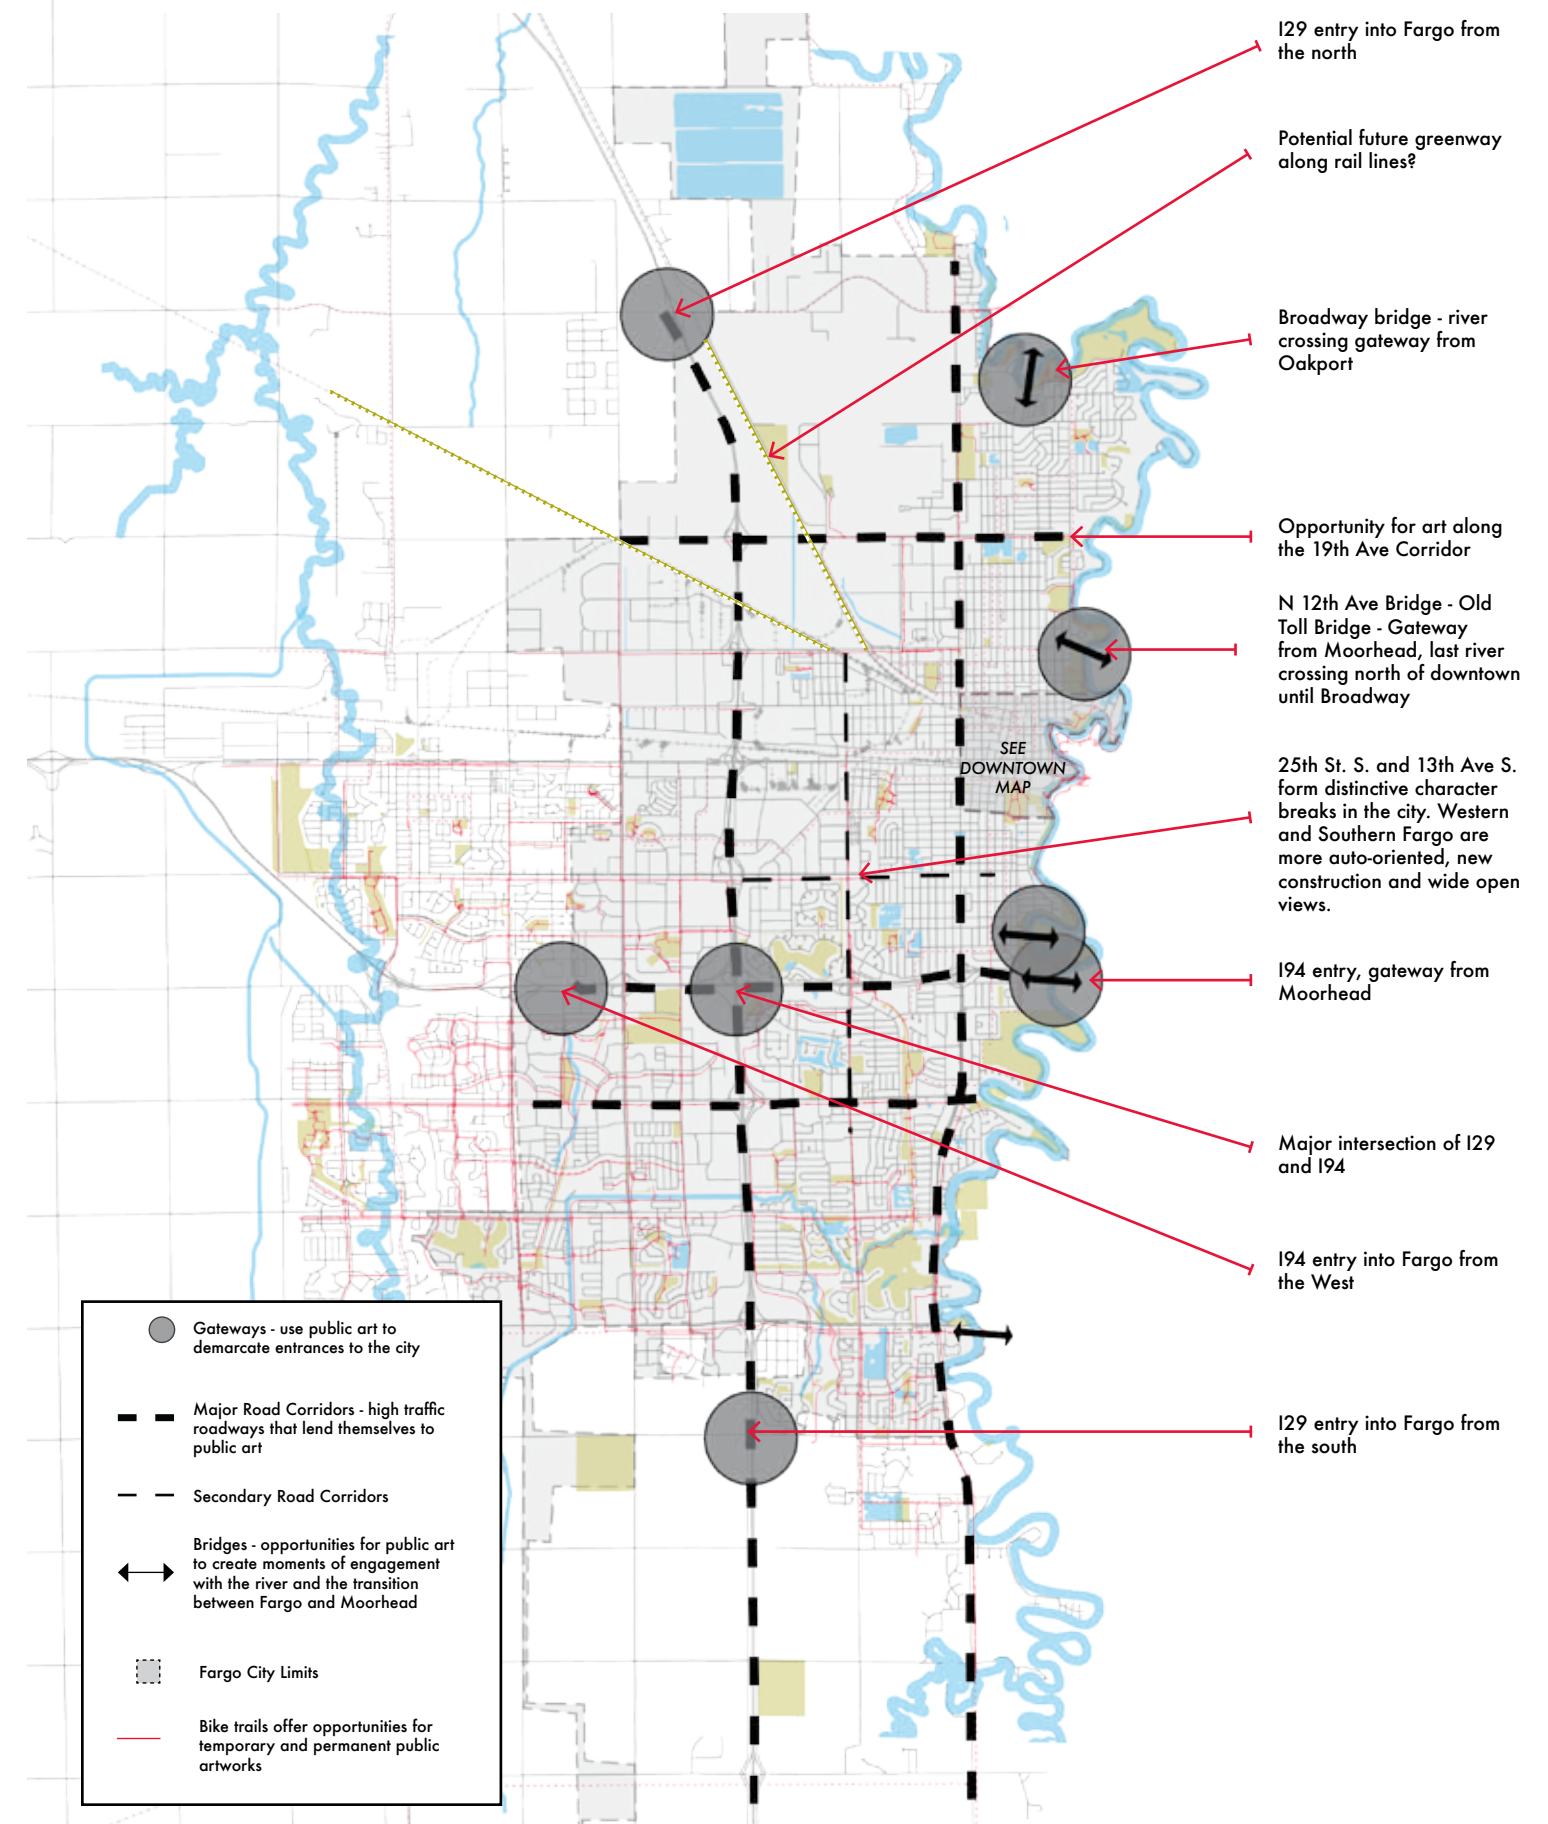 I29 entry into Fargo from
the north
Potential future greenway
along rail lines?
Broadway bridge - river
crossing gateway from
Oakport
Opportunity for art along
the 19th Ave Corridor
N 12th Ave Bridge - Old
Toll Bridge - Gateway
from Moorhead, last river
crossing north of downtown
until Broadway
SEE
DOWNTOWN
MAP
25th St. S. and 13th Ave S.
form distinctive character
breaks in the city. Western
and Southern Fargo are
more auto-oriented, new
construction and wide open
views.
I94 entry, gateway from
Moorhead
Major intersection of I29
and I94
I94 entry into Fargo from
the West
I29 entry into Fargo from
the south
Gateways - use public art to
demarcate entrances to the city
Major Road Corridors - high traffic
roadways that lend themselves to
public art
Secondary Road Corridors
Bridges - opportunities for public art
to create moments of engagement
with the river and the transition
between Fargo and Moorhead
Fargo City Limits
Bike trails offer opportunities for
temporary and permanent public
artworks